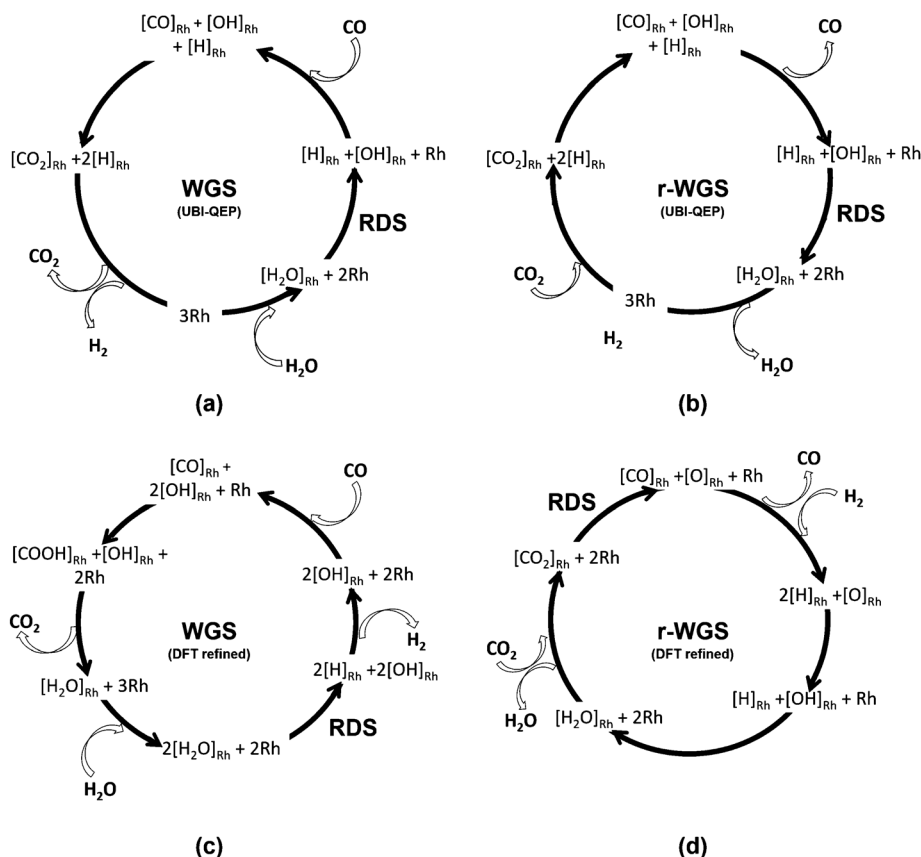 [CO]Rh + [OH]Rh
+ [H]Rh
CO
[CO2]Rh +2[H]Rh
[H]Rh +[OH]Rh + Rh
WGS
(UBI-QEP)
RDS
CO2
[H2O]Rh + 2Rh
3Rh
H2
H2O
(a)
[CO]Rh + [OH]Rh
+ [H]Rh
CO
[CO2]Rh +2[H]Rh
[H]Rh +[OH]Rh + Rh
r-WGS
(UBI-QEP)
RDS
CO2
[H2O]Rh + 2Rh
3Rh
H2
H2O
(b)
[CO]Rh +
2[OH]Rh + Rh
CO
[COOH]Rh +[OH]Rh +
2Rh
2[OH]Rh + 2Rh
CO2
WGS
(DFT refined)
H2
[H2O]Rh + 3Rh
2[H]Rh +2[OH]Rh
RDS
2[H2O]Rh + 2Rh
H2O
(c)
[CO]Rh +[O]Rh + Rh
CO
H2
RDS
[CO2]Rh + 2Rh
2[H]Rh +[O]Rh
r-WGS
(DFT refined)
CO2
H2O
[H]Rh +[OH]Rh + Rh
[H2O]Rh + 2Rh
(d)